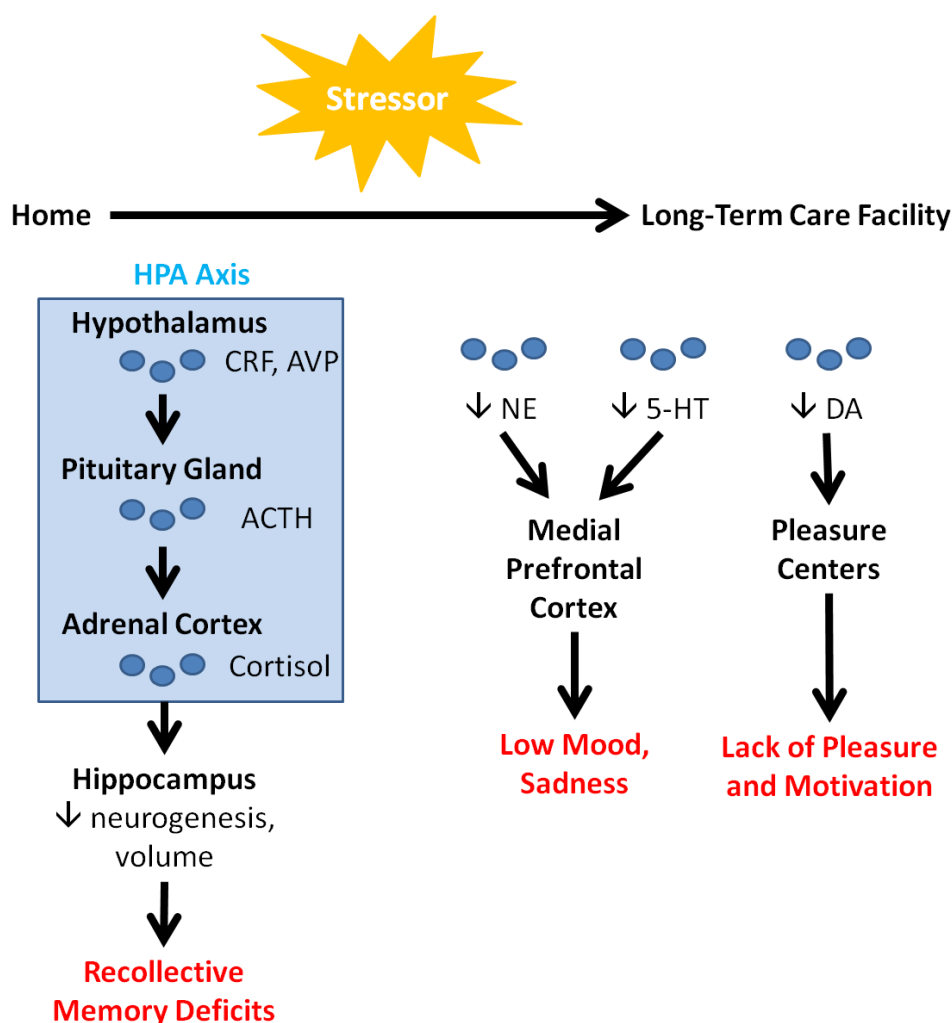 Stressor
Home
Long-Term Care Facility
HPA Axis
Hypothalamus
CRF, AVP
Pituitary Gland
ACTH
Adrenal Cortex
Cortisol
Hippocampus
↓ neurogenesis,
volume
Recollective
Memory Deficits
↓ NE
↓ 5-HT
Medial
Prefrontal
Cortex
Low Mood,
Sadness
↓ DA
Pleasure
Centers
Lack of Pleasure
and Motivation